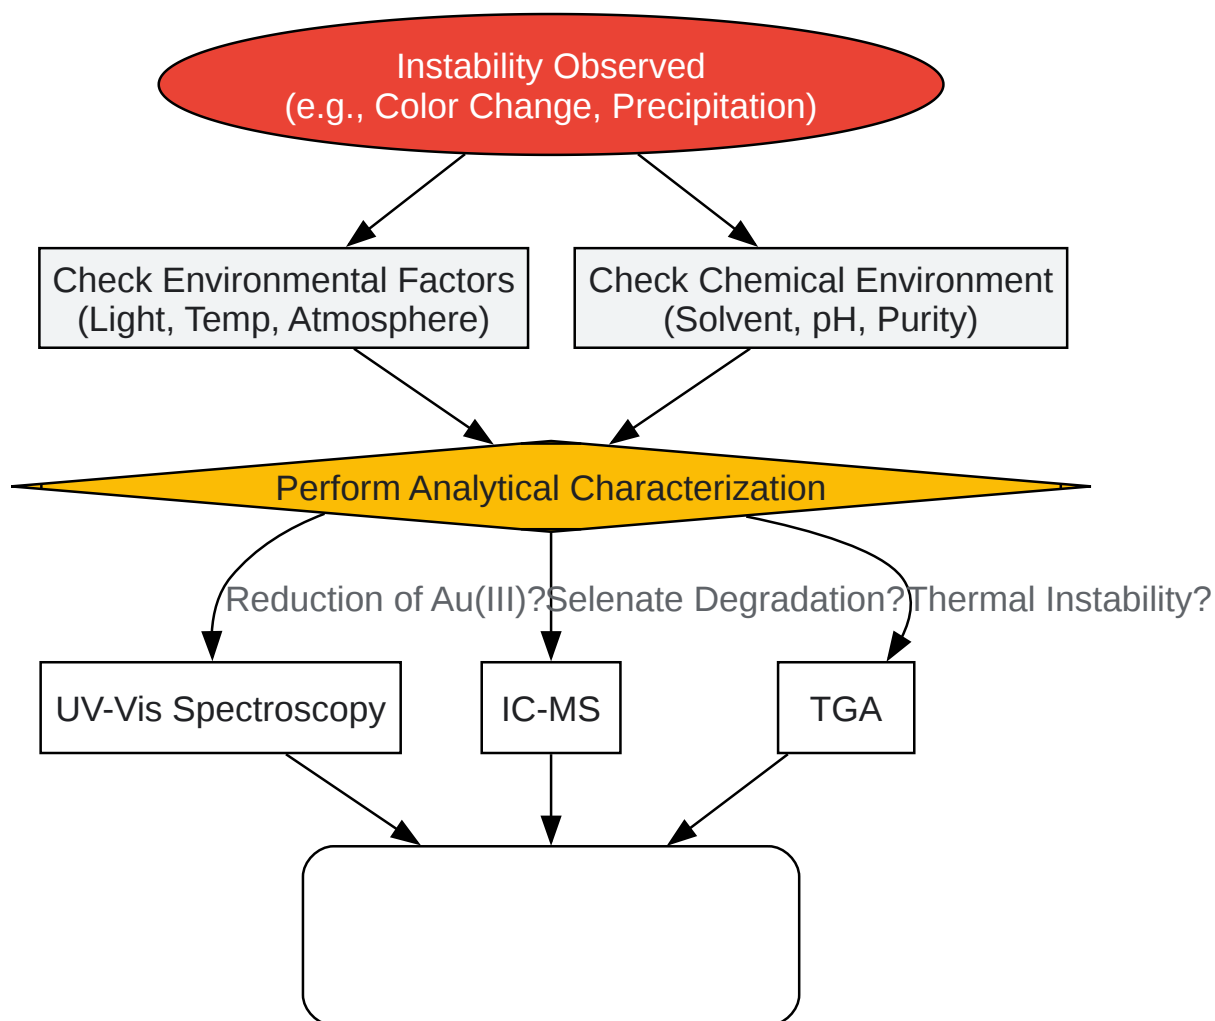 Instability Observed
(e.g., Color Change, Precipitation)
Check Environmental Factors
(Light, Temp, Atmosphere)
Check Chemical Environment
(Solvent, pH, Purity)
Perform Analytical Characterization
Reduction of Au(III)?
Selenate Degradation?
Thermal Instability?
UV-Vis Spectroscopy
IC-MS
TGA